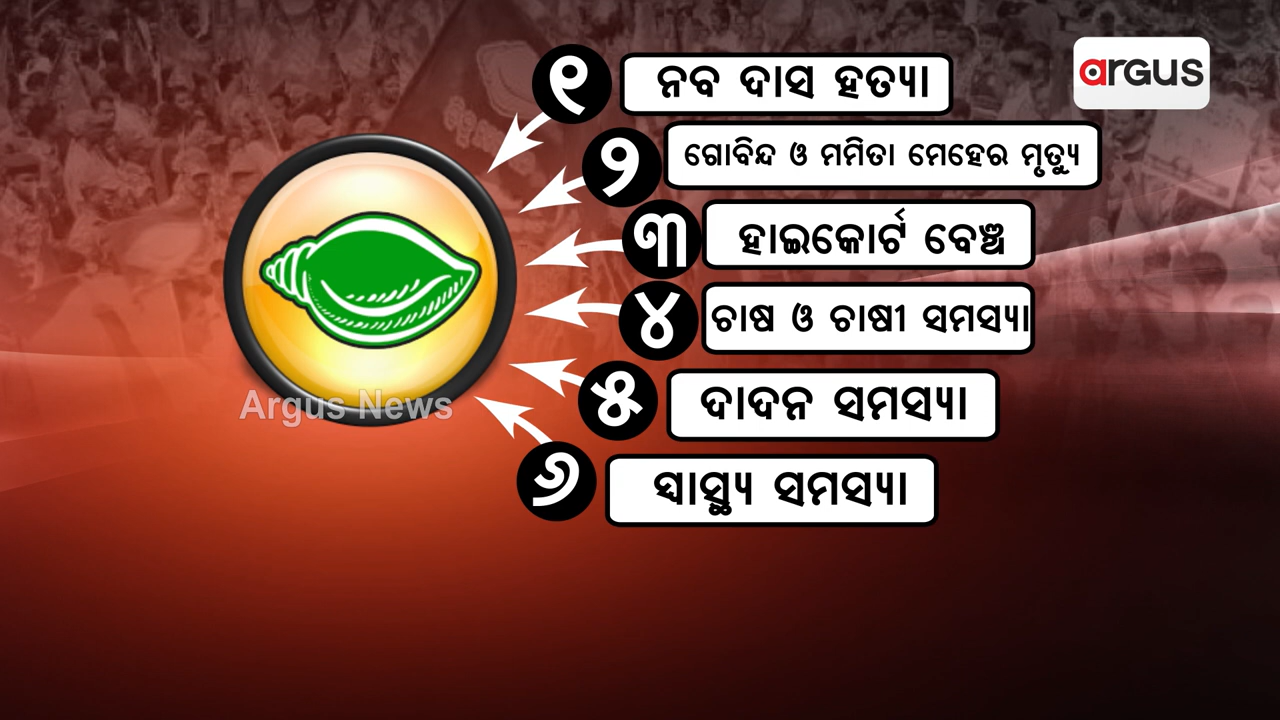 ୧ ନବ ଦାସ ହତ୍ୟା
argus
୨ ଗୋବିନ୍ଦ ଓ ମମିତା ମେହେର ମୃତ୍ୟୁ
୩ ହାଇକୋର୍ଟ ବେଞ୍ଚ
୪ ଚାଷ ଓ ଚାଷୀ ସମସ୍ୟା
୫ ଦାଦନ ସମସ୍ୟା
Argus News
୬ ସ୍ୱାସ୍ଥ୍ୟ ସମସ୍ୟା